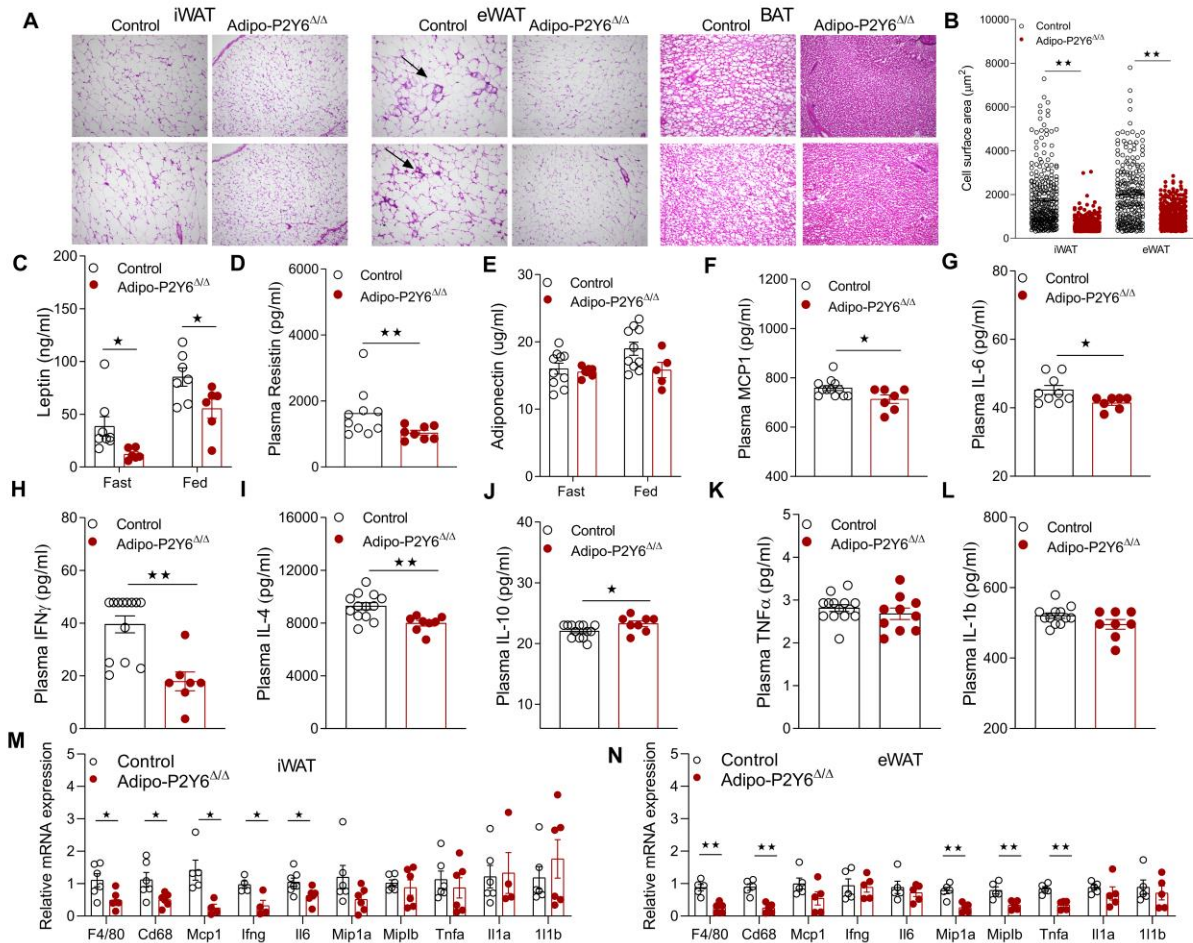 A
iWAT
Control
Adipo-P2Y6Δ/Δ
eWAT
Control
Adipo-P2Y6Δ/Δ
BAT
Control
Adipo-P2Y6Δ/Δ
B
Control
Adipo-P2Y6Δ/Δ
Cell surface area (μm2)
10000
8000
6000
4000
2000
0
★★
★★
iWAT
eWAT
C
Control
Adipo-P2Y6Δ/Δ
Leptin (ng/ml)
200
150
100
50
0
★
★
Fast
Fed
D
Control
Adipo-P2Y6Δ/Δ
Plasma Resistin (pg/ml)
6000
4000
2000
0
★★
E
Control
Adipo-P2Y6Δ/Δ
Adiponectin (ug/ml)
30
20
10
0
Fast
Fed
F
Control
Adipo-P2Y6Δ/Δ
Plasma MCP1 (pg/ml)
1200
1000
800
600
400
★
G
Control
Adipo-P2Y6Δ/Δ
Plasma IL-6 (pg/ml)
80
60
40
20
★
H
Control
Adipo-P2Y6Δ/Δ
Plasma IFNγ (pg/ml)
80
60
40
20
0
★★
I
Control
Adipo-P2Y6Δ/Δ
Plasma IL-4 (pg/ml)
16000
12000
8000
4000
0
★★
J
Control
Adipo-P2Y6Δ/Δ
Plasma IL-10 (pg/ml)
40
30
20
10
★
K
Control
Adipo-P2Y6Δ/Δ
Plasma TNFα (pg/ml)
5
4
3
2
1
0
L
Control
Adipo-P2Y6Δ/Δ
Plasma IL-1b (pg/ml)
800
600
400
200
M
Control
Adipo-P2Y6Δ/Δ
iWAT
Relative mRNA expression
5
4
3
2
1
0
★ ★ ★ ★ ★
F4/80 Cd68 Mcp1 Ifng Il6 Mip1a Miplb Tnfa Il1a 1l1b
N
Control
Adipo-P2Y6Δ/Δ
eWAT
Relative mRNA expression
5
4
3
2
1
0
★★ ★★ ★★ ★★ ★★
F4/80 Cd68 Mcp1 Ifng Il6 Mip1a Miplb Tnfa Il1a 1l1b